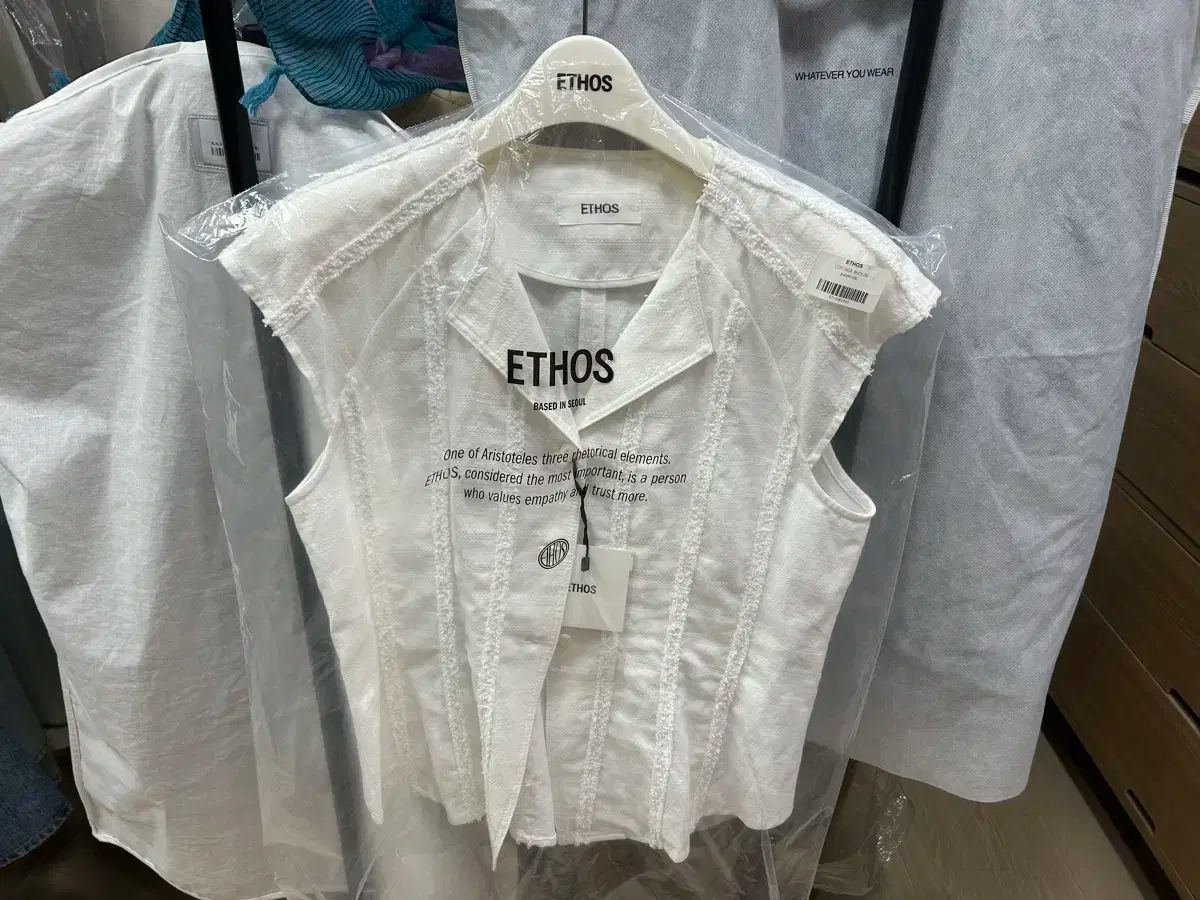 ETHOS
WHATEVER YOU WEAR
ETHOS
ETHOS
ETHOS
BASED IN SEOUL
One of Aristoteles three rhetorical elements.
ETHOS, considered the most important, is a person
who values empathy and trust more.
ETHOS
ETHOS